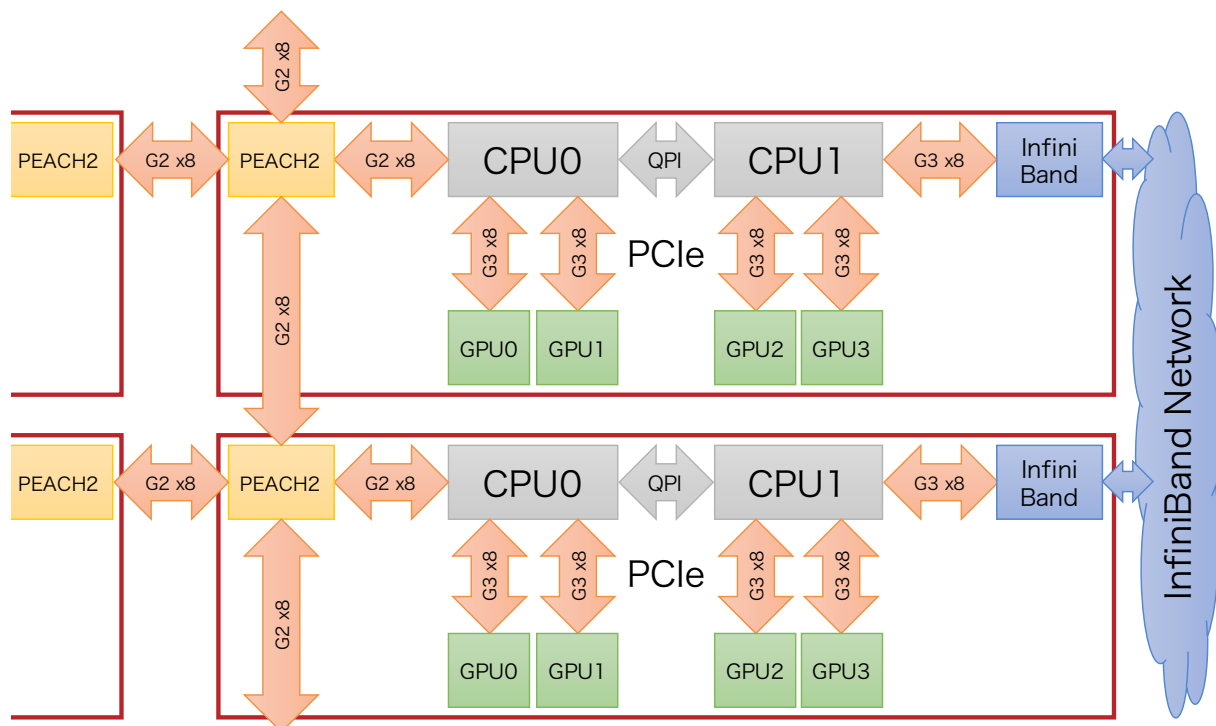 G2 x8
PEACH2
G2 x8
PEACH2
G2 x8
CPU0
QPI
CPU1
G3 x8
Infini
Band
G3 x8
G3 x8
PCIe
G3 x8
G3 x8
G2 x8
GPU0
GPU1
GPU2
GPU3
InfiniBand Network
PEACH2
G2 x8
PEACH2
G2 x8
CPU0
QPI
CPU1
G3 x8
Infini
Band
G3 x8
G3 x8
PCIe
G3 x8
G3 x8
G2 x8
GPU0
GPU1
GPU2
GPU3